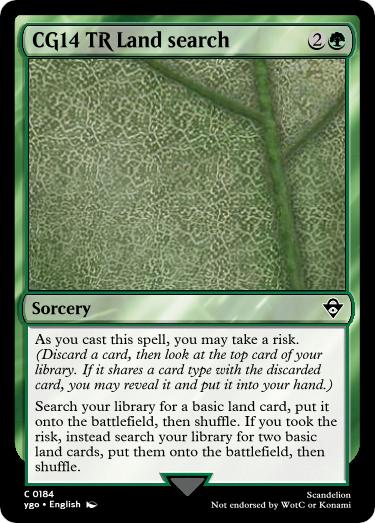 CG14 TR Land search 2
Sorcery
As you cast this spell, you may take a risk.
(Discard a card, then look at the top card of your
library. If it shares a card type with the discarded
card, you may reveal it and put it into your hand.)
Search your library for a basic land card, put it
onto the battlefield, then shuffle. If you took the
risk, instead search your library for two basic
land cards, put them onto the battlefield, then
shuffle.
C 0184
ygo • English
Scandelion
Not endorsed by WotC or Konami